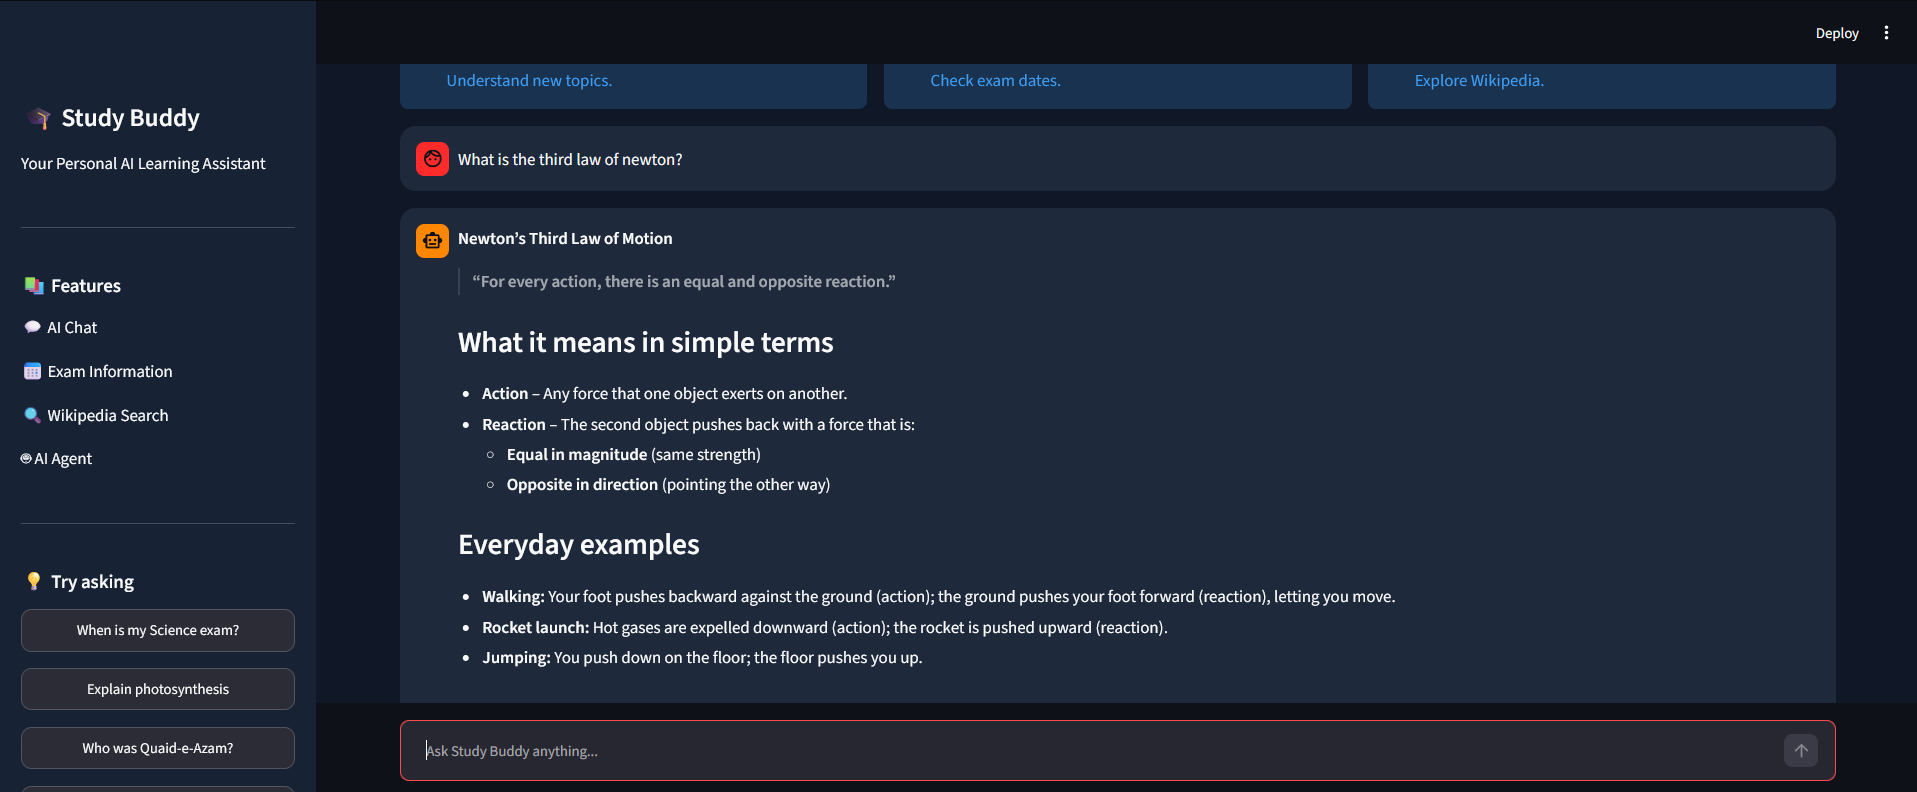 Deploy
Study Buddy
Your Personal AI Learning Assistant
Features
AI Chat
Exam Information
Wikipedia Search
AI Agent
Try asking
When is my Science exam?
Explain photosynthesis
Who was Quaid-e-Azam?
Understand new topics.
Check exam dates.
Explore Wikipedia.
What is the third law of newton?
Newton’s Third Law of Motion
“For every action, there is an equal and opposite reaction.”
What it means in simple terms
Action – Any force that one object exerts on another.
Reaction – The second object pushes back with a force that is:
Equal in magnitude (same strength)
Opposite in direction (pointing the other way)
Everyday examples
Walking: Your foot pushes backward against the ground (action); the ground pushes your foot forward (reaction), letting you move.
Rocket launch: Hot gases are expelled downward (action); the rocket is pushed upward (reaction).
Jumping: You push down on the floor; the floor pushes you up.
Ask Study Buddy anything...